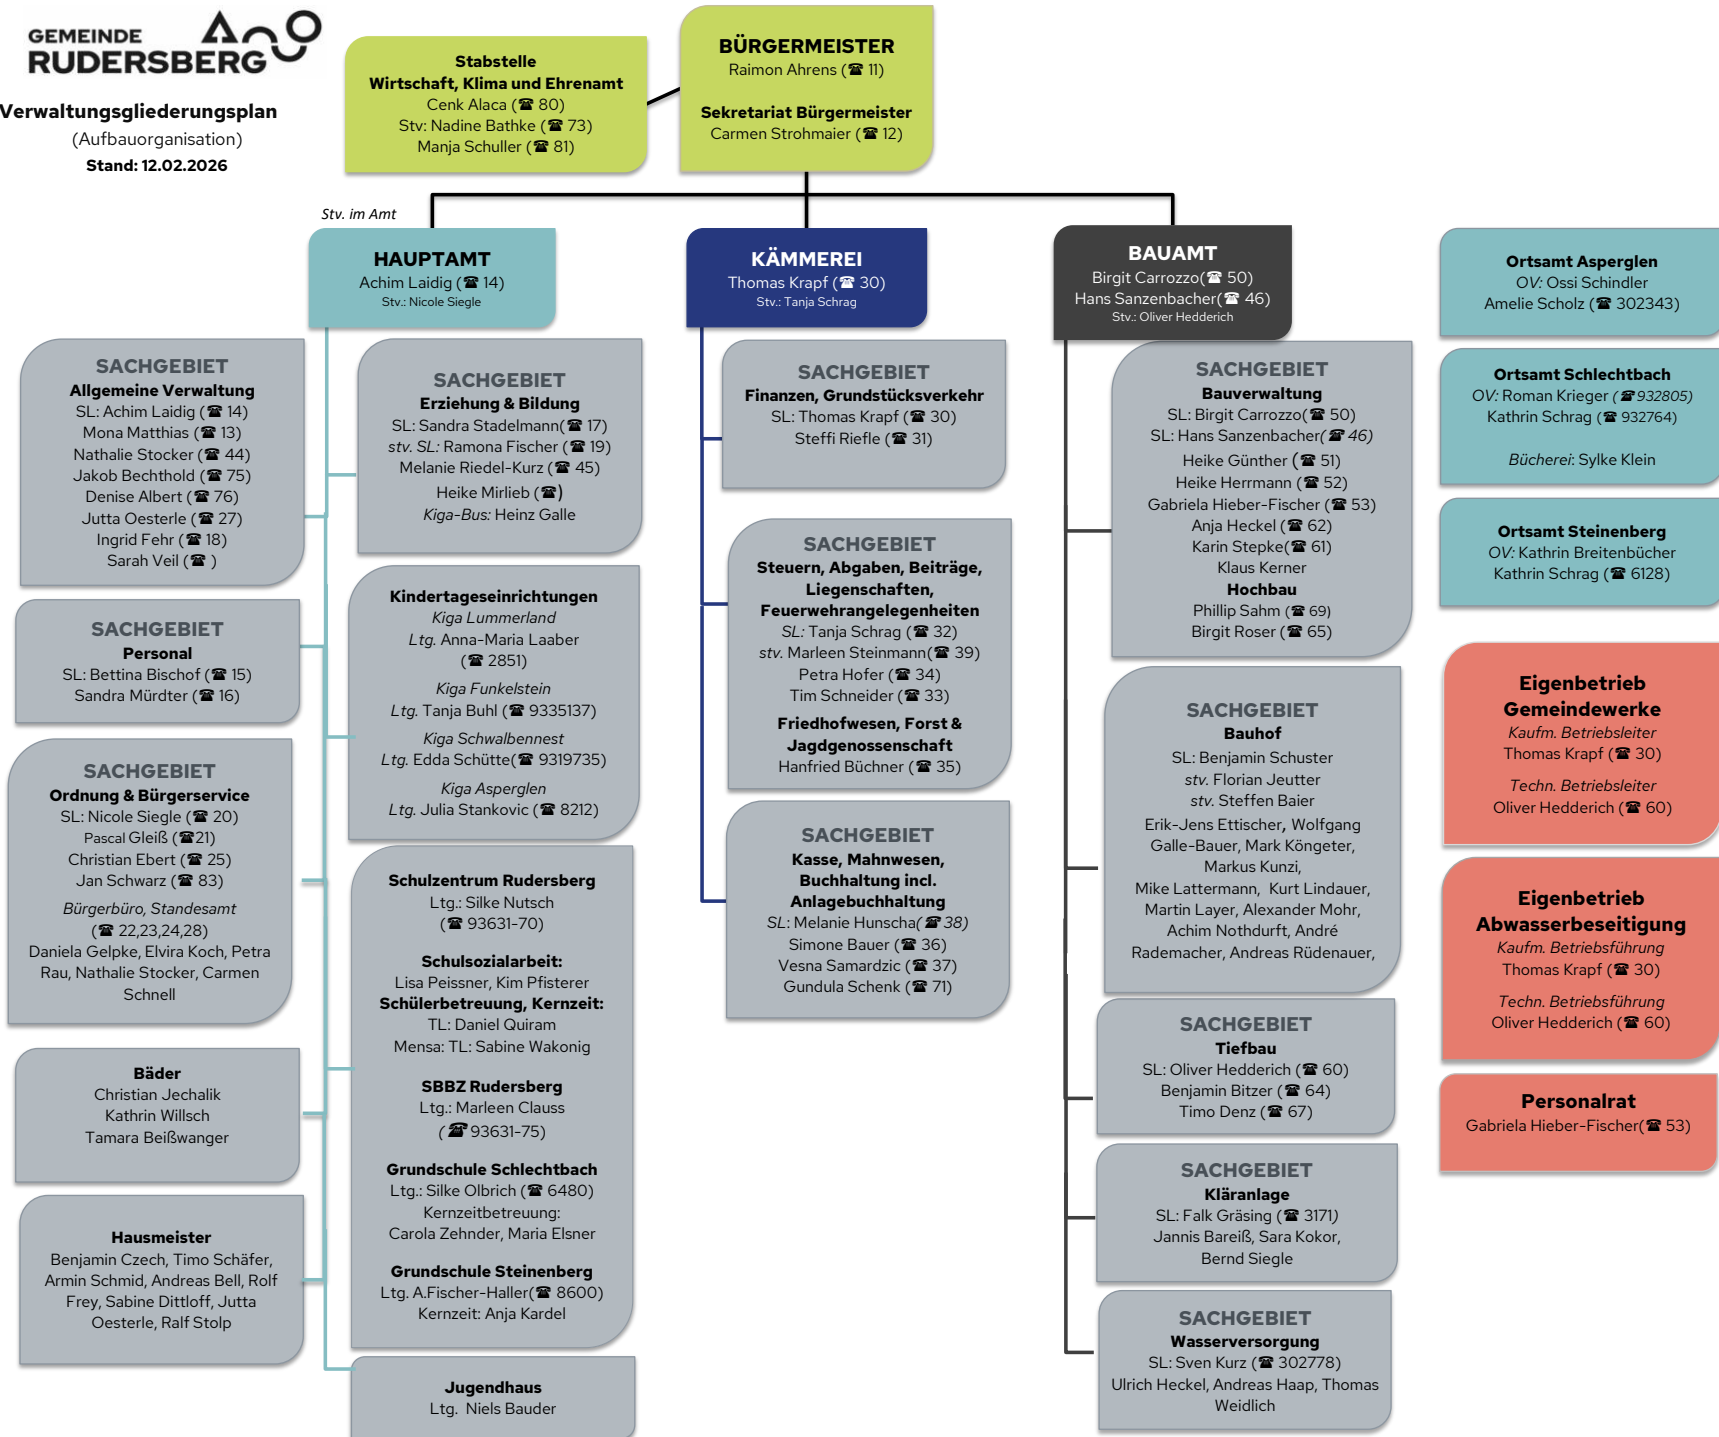 GEMEINDE
RUDERSBERG
Verwaltungsgliederungsplan
(Aufbauorganisation)
Stand: 12.02.2026
Stabstelle
Wirtschaft, Klima und Ehrenamt
Cenk Alaca (☎ 80)
Stv: Nadine Bathke (☎ 73)
Manja Schuller (☎ 81)
BÜRGERMEISTER
Raimon Ahrens (☎ 11)
Sekretariat Bürgermeister
Carmen Strohmaier (☎ 12)
Stv. im Amt
HAUPTAMT
Achim Laidig (☎ 14)
Stv.: Nicole Siegle
KÄMMEREI
Thomas Krapf (☎ 30)
Stv.: Tanja Schrag
BAUAMT
Birgit Carrozzo(☎ 50)
Hans Sanzenbacher(☎ 46)
Stv.: Oliver Hedderich
SACHGEBIET
Allgemeine Verwaltung
SL: Achim Laidig (☎ 14)
Mona Matthias (☎ 13)
Nathalie Stocker (☎ 44)
Jakob Bechthold (☎ 75)
Denise Albert (☎ 76)
Jutta Oesterle (☎ 27)
Ingrid Fehr (☎ 18)
Sarah Veil (☎ )
SACHGEBIET
Personal
SL: Bettina Bischof (☎ 15)
Sandra Mürdter (☎ 16)
SACHGEBIET
Ordnung & Bürgerservice
SL: Nicole Siegle (☎ 20)
Pascal Gleiß (☎21)
Christian Ebert (☎ 25)
Jan Schwarz (☎ 83)
Bürgerbüro, Standesamt
(☎ 22,23,24,28)
Daniela Gelpke, Elvira Koch, Petra
Rau, Nathalie Stocker, Carmen
Schnell
Bäder
Christian Jechalik
Kathrin Willsch
Tamara Beißwanger
Hausmeister
Benjamin Czech, Timo Schäfer,
Armin Schmid, Andreas Bell, Rolf
Frey, Sabine Dittloff, Jutta
Oesterle, Ralf Stolp
SACHGEBIET
Erziehung & Bildung
SL: Sandra Stadelmann(☎ 17)
stv. SL: Ramona Fischer (☎ 19)
Melanie Riedel-Kurz (☎ 45)
Heike Mirlieb (☎)
Kiga-Bus: Heinz Galle
Kindertageseinrichtungen
Kiga Lummerland
Ltg. Anna-Maria Laaber
(☎ 2851)
Kiga Funkelstein
Ltg. Tanja Buhl (☎ 9335137)
Kiga Schwalbennest
Ltg. Edda Schütte(☎ 9319735)
Kiga Asperglen
Ltg. Julia Stankovic (☎ 8212)
Schulzentrum Rudersberg
Ltg.: Silke Nutsch
(☎ 93631-70)
Schulsozialarbeit:
Lisa Peissner, Kim Pfisterer
Schülerbetreuung, Kernzeit:
TL: Daniel Quiram
Mensa: TL: Sabine Wakonig
SBBZ Rudersberg
Ltg.: Marleen Clauss
(☎ 93631-75)
Grundschule Schlechtbach
Ltg.: Silke Olbrich (☎ 6480)
Kernzeitbetreuung:
Carola Zehnder, Maria Elsner
Grundschule Steinenberg
Ltg. A.Fischer-Haller(☎ 8600)
Kernzeit: Anja Kardel
Jugendhaus
Ltg. Niels Bauder
SACHGEBIET
Finanzen, Grundstücksverkehr
SL: Thomas Krapf (☎ 30)
Steffi Riefle (☎ 31)
SACHGEBIET
Steuern, Abgaben, Beiträge,
Liegenschaften,
Feuerwehrangelegenheiten
SL: Tanja Schrag (☎ 32)
stv. Marleen Steinmann(☎ 39)
Petra Hofer (☎ 34)
Tim Schneider (☎ 33)
Friedhofwesen, Forst &
Jagdgenossenschaft
Hanfried Büchner (☎ 35)
SACHGEBIET
Kasse, Mahnwesen,
Buchhaltung incl.
Anlagebuchhaltung
SL: Melanie Hunscha(☎ 38)
Simone Bauer (☎ 36)
Vesna Samardzic (☎ 37)
Gundula Schenk (☎ 71)
SACHGEBIET
Bauverwaltung
SL: Birgit Carrozzo(☎ 50)
SL: Hans Sanzenbacher(☎ 46)
Heike Günther (☎ 51)
Heike Herrmann (☎ 52)
Gabriela Hieber-Fischer (☎ 53)
Anja Heckel (☎ 62)
Karin Stepke(☎ 61)
Klaus Kerner
Hochbau
Phillip Sahm (☎ 69)
Birgit Roser (☎ 65)
SACHGEBIET
Bauhof
SL: Benjamin Schuster
stv. Florian Jeutter
stv. Steffen Baier
Erik-Jens Ettischer, Wolfgang
Galle-Bauer, Mark Köngeter,
Markus Kunzi,
Mike Lattermann, Kurt Lindauer,
Martin Layer, Alexander Mohr,
Achim Nothdurft, André
Rademacher, Andreas Rüdenauer,
SACHGEBIET
Tiefbau
SL: Oliver Hedderich (☎ 60)
Benjamin Bitzer (☎ 64)
Timo Denz (☎ 67)
SACHGEBIET
Kläranlage
SL: Falk Gräsing (☎ 3171)
Jannis Bareiß, Sara Kokor,
Bernd Siegle
SACHGEBIET
Wasserversorgung
SL: Sven Kurz (☎ 302778)
Ulrich Heckel, Andreas Haap, Thomas
Weidlich
Ortsamt Asperglen
OV: Ossi Schindler
Amelie Scholz (☎ 302343)
Ortsamt Schlechtbach
OV: Roman Krieger (☎932805)
Kathrin Schrag (☎ 932764)
Bücherei: Sylke Klein
Ortsamt Steinenberg
OV: Kathrin Breitenbücher
Kathrin Schrag (☎ 6128)
Eigenbetrieb
Gemeindewerke
Kaufm. Betriebsleiter
Thomas Krapf (☎ 30)
Techn. Betriebsleiter
Oliver Hedderich (☎ 60)
Eigenbetrieb
Abwasserbeseitigung
Kaufm. Betriebsführung
Thomas Krapf (☎ 30)
Techn. Betriebsführung
Oliver Hedderich (☎ 60)
Personalrat
Gabriela Hieber-Fischer(☎ 53)